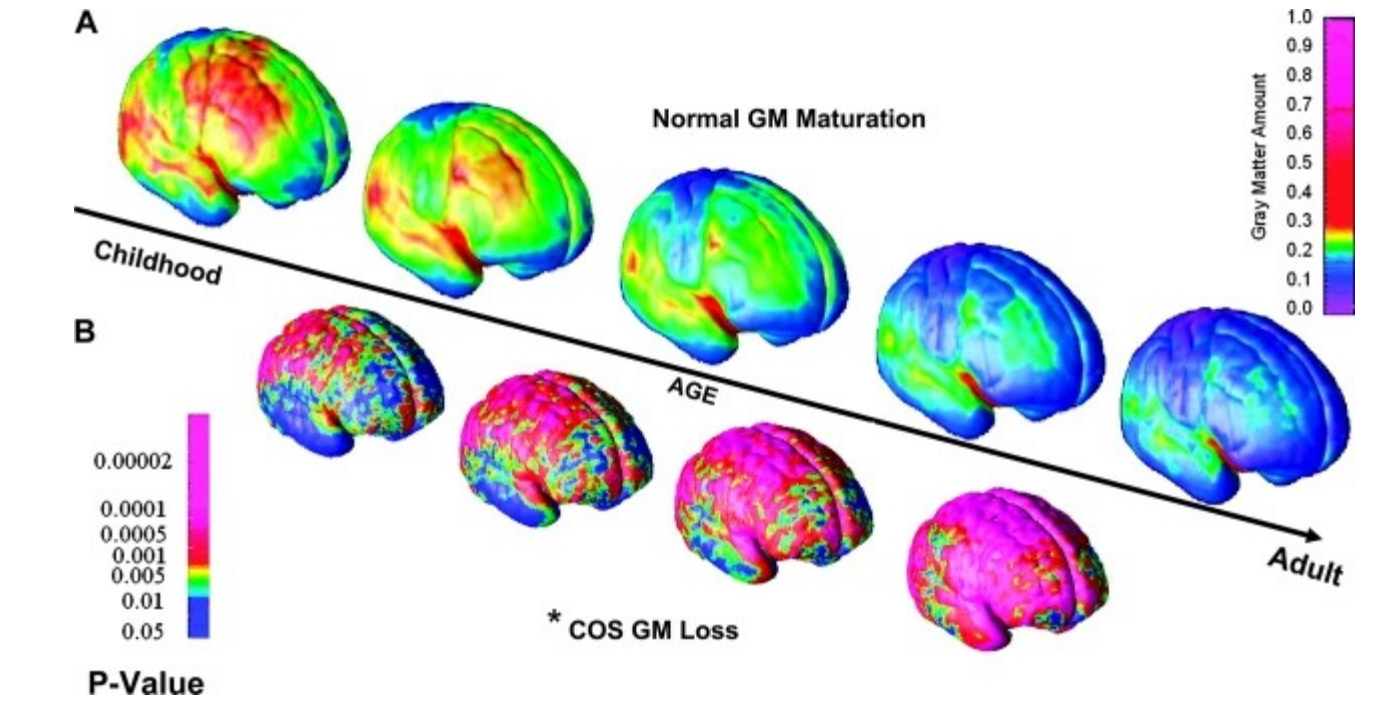 A
Normal GM Maturation
1.0
0.9
0.8
0.7
0.6
0.5
0.4
0.3
0.2
0.1
0.0
Gray Matter Amount
Childhood
AGE
Adult
B
0.00002
0.0001
0.0005
0.001
0.005
0.01
0.05
P-Value
* COS GM Loss